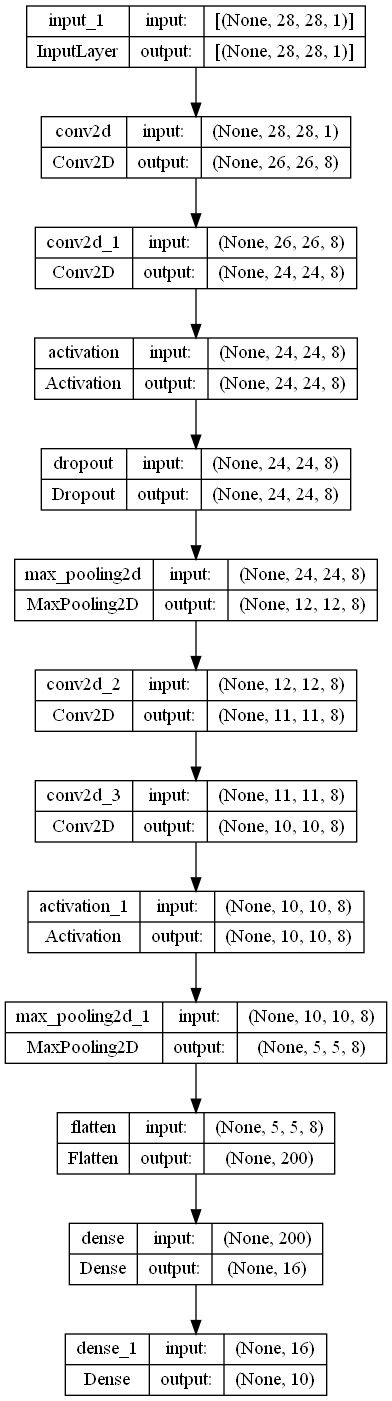 input_1 input: [(None, 28, 28, 1)]
InputLayer output: [(None, 28, 28, 1)]
conv2d input: (None, 28, 28, 1)
Conv2D output: (None, 26, 26, 8)
conv2d_1 input: (None, 26, 26, 8)
Conv2D output: (None, 24, 24, 8)
activation input: (None, 24, 24, 8)
Activation output: (None, 24, 24, 8)
dropout input: (None, 24, 24, 8)
Dropout output: (None, 24, 24, 8)
max_pooling2d input: (None, 24, 24, 8)
MaxPooling2D output: (None, 12, 12, 8)
conv2d_2 input: (None, 12, 12, 8)
Conv2D output: (None, 11, 11, 8)
conv2d_3 input: (None, 11, 11, 8)
Conv2D output: (None, 10, 10, 8)
activation_1 input: (None, 10, 10, 8)
Activation output: (None, 10, 10, 8)
max_pooling2d_1 input: (None, 10, 10, 8)
MaxPooling2D output: (None, 5, 5, 8)
flatten input: (None, 5, 5, 8)
Flatten output: (None, 200)
dense input: (None, 200)
Dense output: (None, 16)
dense_1 input: (None, 16)
Dense output: (None, 10)